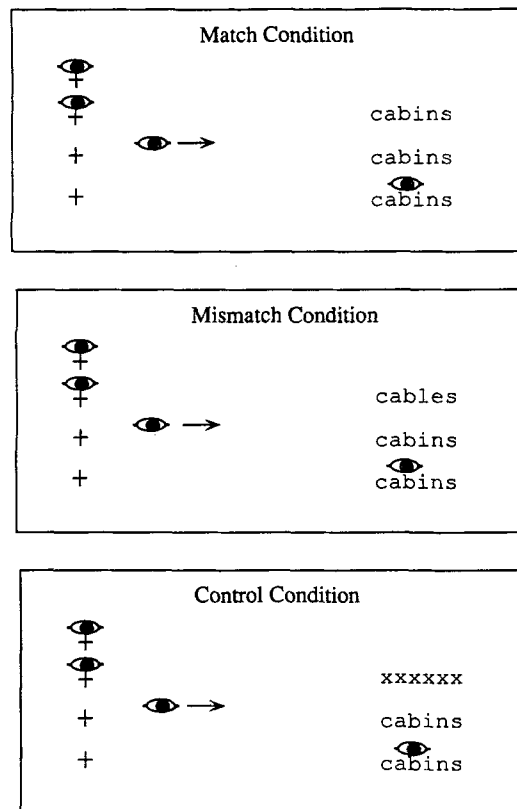 Match Condition
+
+ cabins
+ cabins
+ cabins
Mismatch Condition
+
+ cables
+ cabins
+ cabins
Control Condition
+
+ xxxxxx
+ cabins
+ cabins